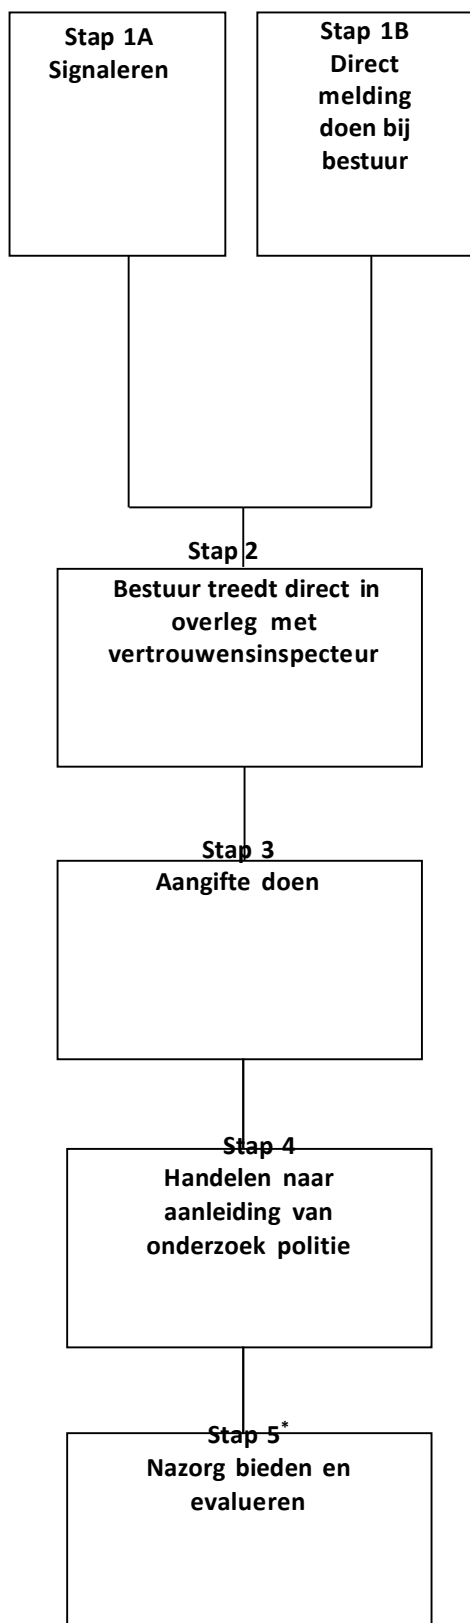 Stap 1A
Signaleren
Stap 1B
Direct
melding
doen bij
bestuur
Stap 2
Bestuur treedt direct in
overleg met
vertrouwensinspecteur
Stap 3
Aangifte doen
Stap 4
Handelen naar
aanleiding van
onderzoek politie
Stap 5*
Nazorg bieden en
evalueren